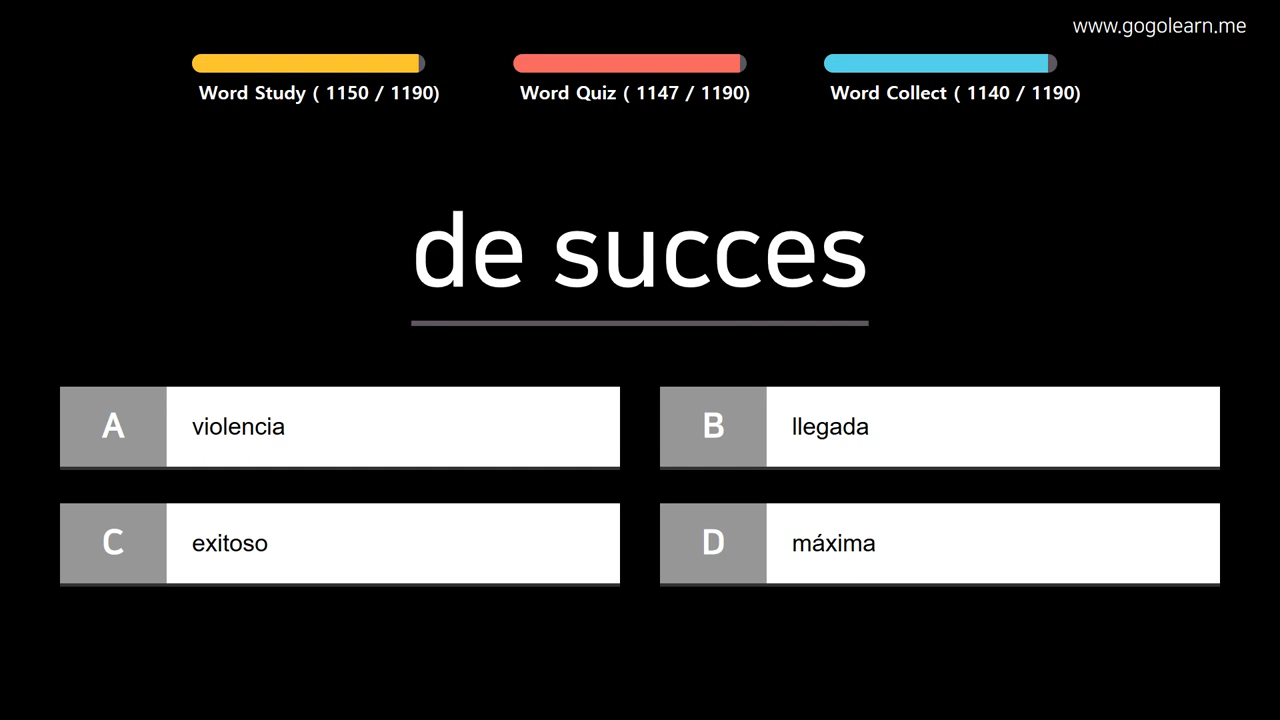 www.gogolearn.me
Word Study ( 1150 / 1190)
Word Quiz ( 1147 / 1190)
Word Collect ( 1140 / 1190)
de succes
A violencia
B llegada
C exitoso
D máxima